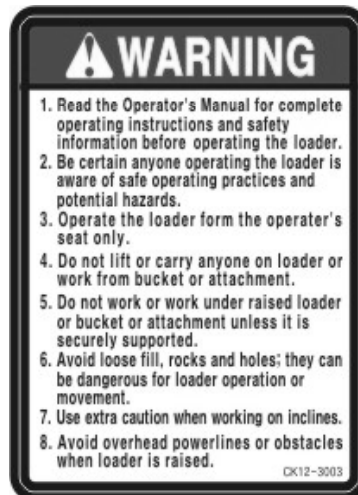 WARNING
1. Read the Operator's Manual for complete
operating instructions and safety
information before operating the loader.
2. Be certain anyone operating the loader is
aware of safe operating practices and
potential hazards.
3. Operate the loader form the operater's
seat only.
4. Do not lift or carry anyone on loader or
work from bucket or attachment.
5. Do not work or work under raised loader
or bucket or attachment unless it is
securely supported.
6. Avoid loose fill, rocks and holes; they can
be dangerous for loader operation or
movement.
7. Use extra caution when working on inclines.
8. Avoid overhead powerlines or obstacles
when loader is raised.
CK12-3003